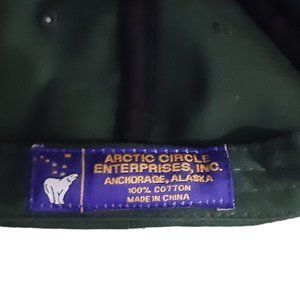 ARCTIC CIRCLE
ENTERPRISES, INC.
ANCHORAGE, ALASKA
100% COTTON
MADE IN CHINA